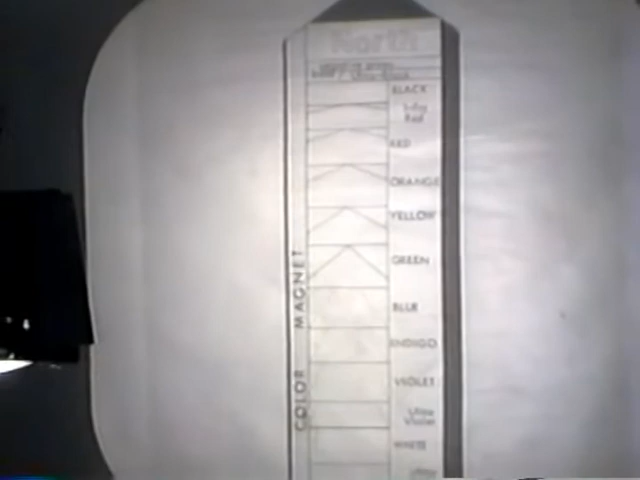 North
BLACK
Infra
Red
RED
ORANGE
YELLOW
GREEN
BLUE
INDIGO
VIOLET
Ultra
Violet
WHITE
COLOR MAGNET